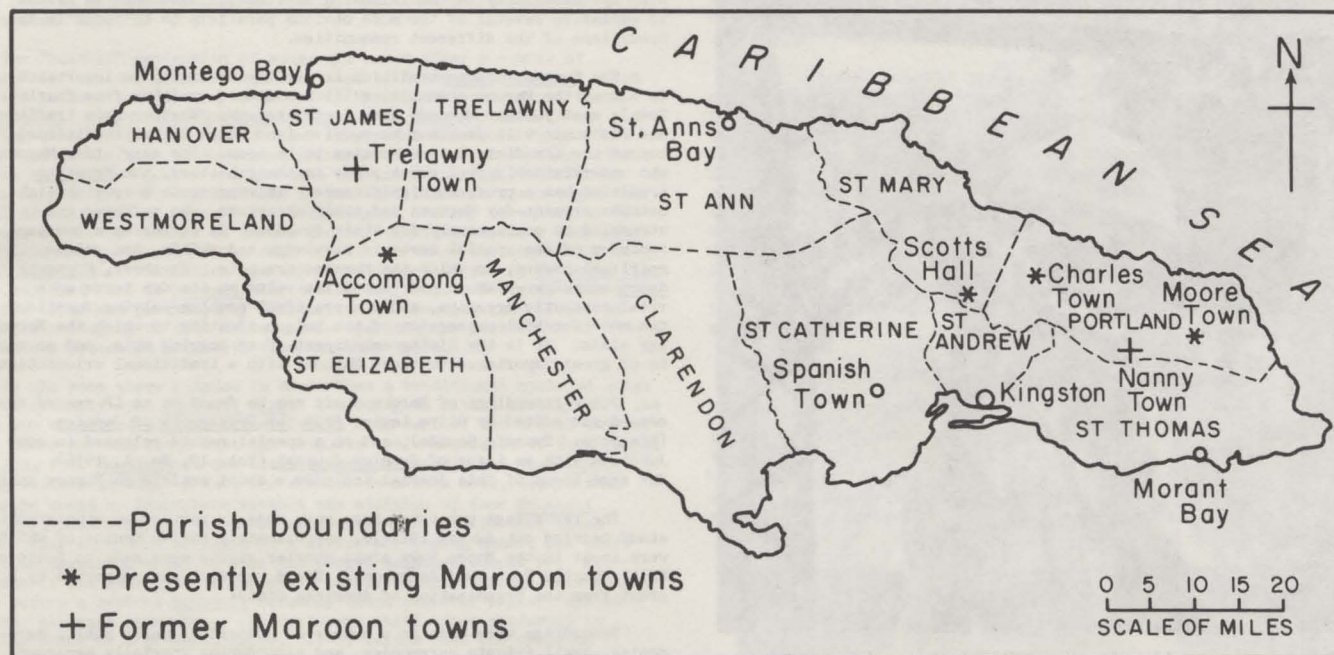 CARIBBEAN SEA
N
Montego Bay
HANOVER
ST JAMES
TRELAWNY
St. Anns
Bay
Trelawny
Town
WESTMORELAND
ST ANN
ST MARY
Accompong
Town
MANCHESTER
CLARENDON
ST ELIZABETH
Scotts
Hall
Charles
Town
Moore
Town
PORTLAND
ST CATHERINE
ST
ANDREW
Spanish
Town
Kingston
Nanny
Town
ST THOMAS
Morant
Bay
Parish boundaries
* Presently existing Maroon towns
+ Former Maroon towns
0 5 10 15 20
SCALE OF MILES